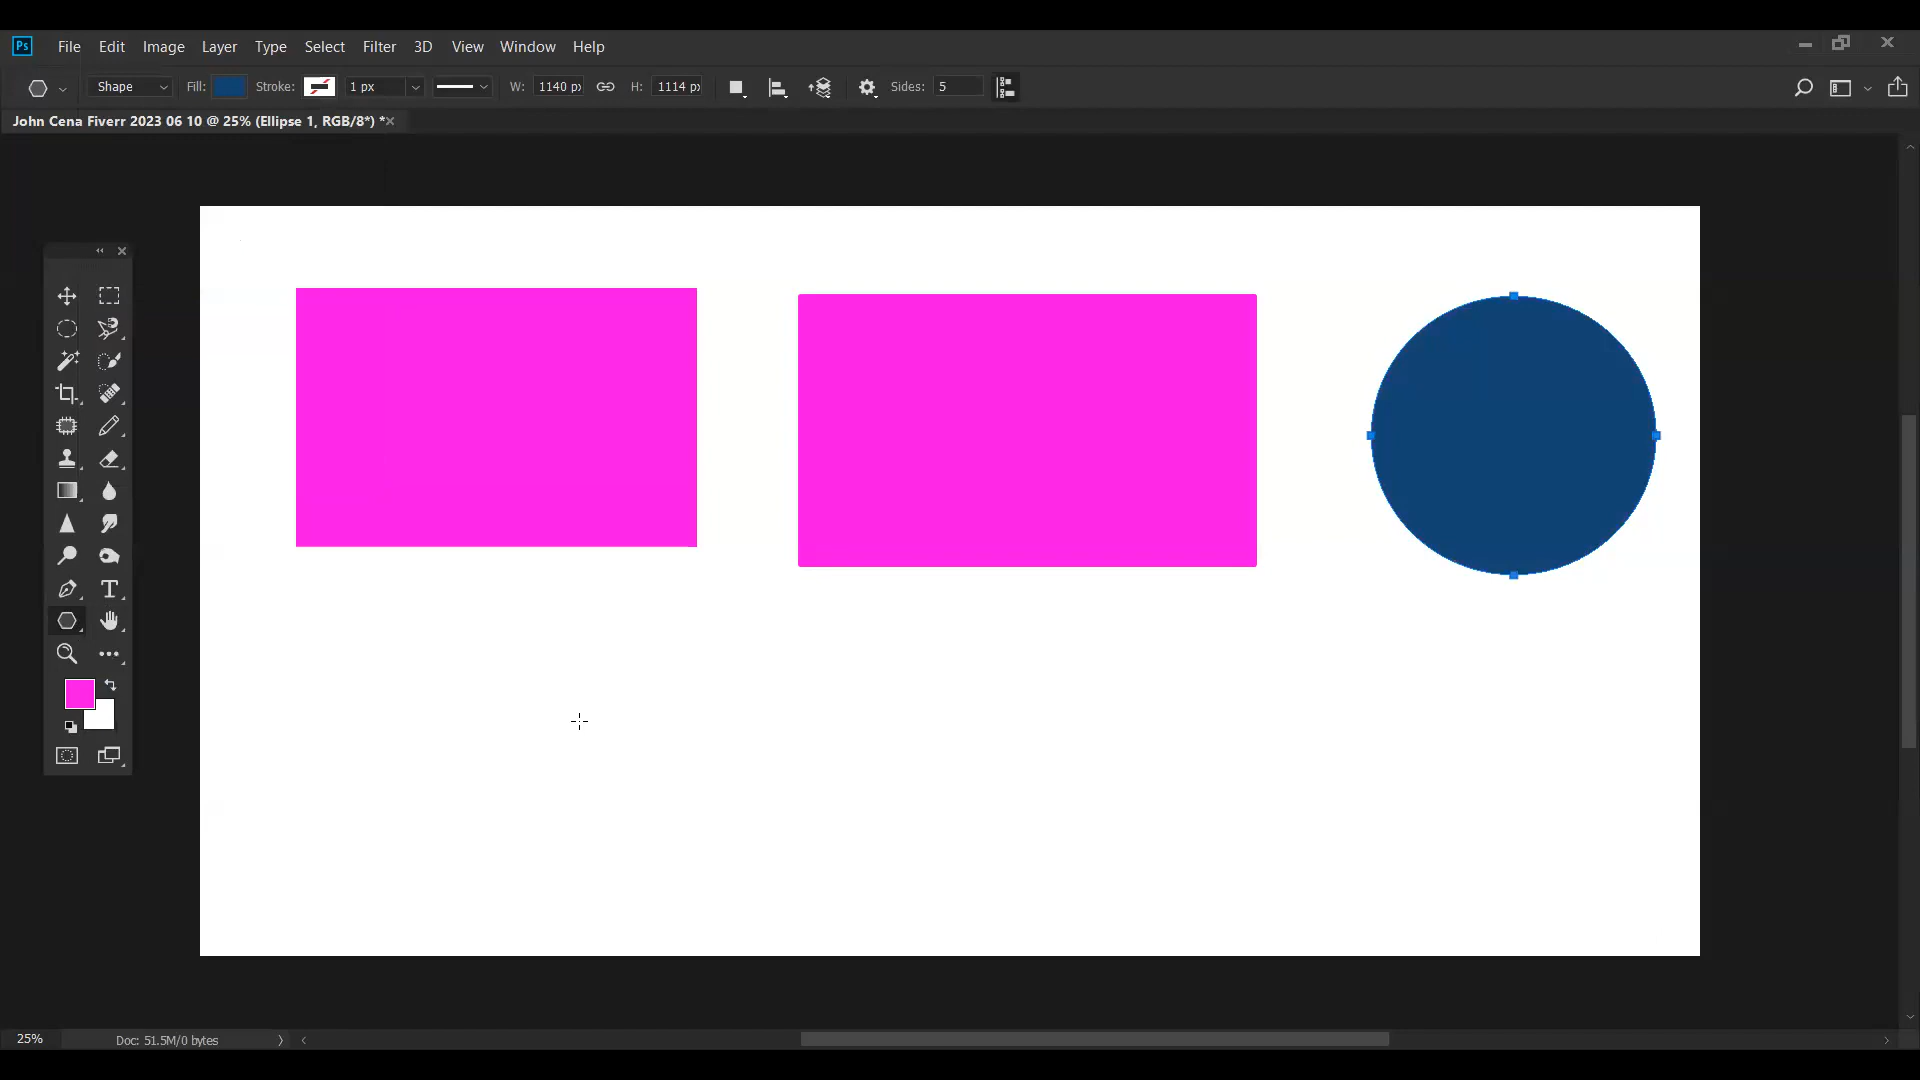 Ps File Edit Image Layer Type Select Filter 3D View Window Help
Shape Fill: Stroke: 1 px W: 1140 px H: 1114 px Sides: 5
John Cena Fiverr 2023 06 10 @ 25% (Ellipse 1, RGB/8*) *
T
25% Doc: 51.5M/0 bytes